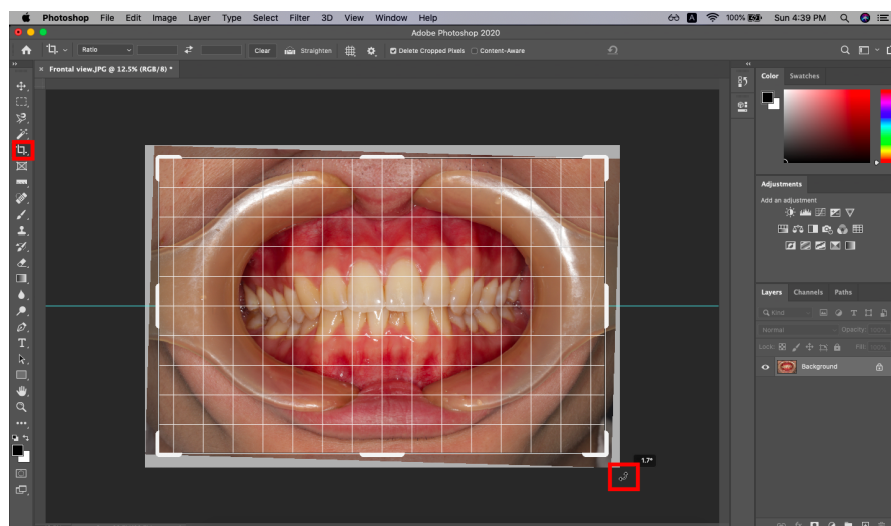 Photoshop File Edit Image Layer Type Select Filter 3D View Window Help 100% Sun 4:39 PM
Adobe Photoshop 2020
Ratio Clear Straighten Delete Cropped Pixels Content-Aware
× Frontal view.JPG @ 12.5% (RGB/8) *
Color Swatches
Adjustments
Add an adjustment
Layers Channels Paths
Kind
Normal Opacity: 100%
Lock: Fill: 100%
Background
1.7°